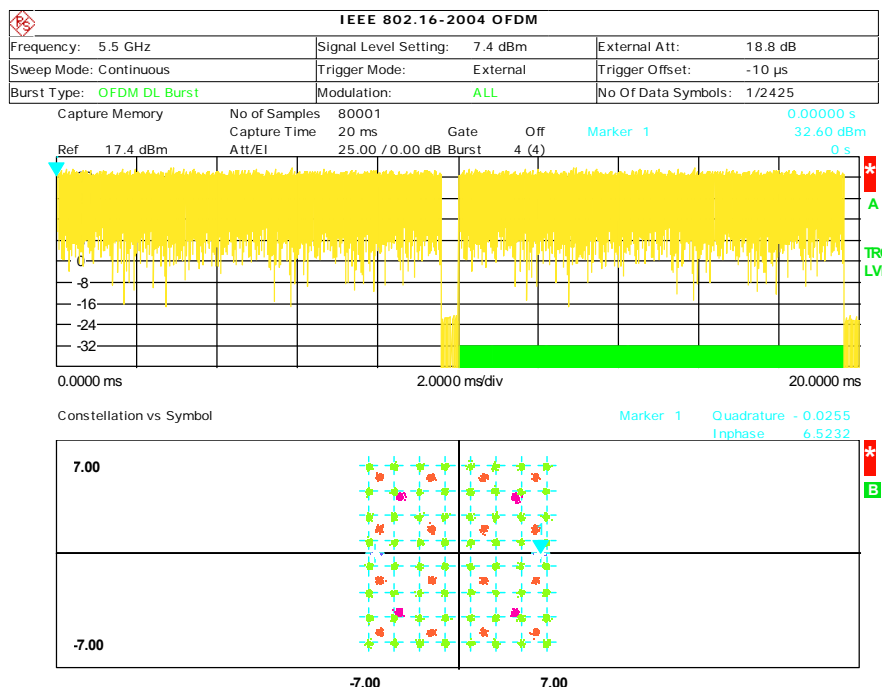 IEEE 802.16-2004 OFDM
Frequency: 5.5 GHz Signal Level Setting: 7.4 dBm External Att: 18.8 dB
Sweep Mode: Continuous Trigger Mode: External Trigger Offset: -10 µs
Burst Type: OFDM DL Burst Modulation: ALL No Of Data Symbols: 1/2425
Capture Memory No of Samples 80001 0.00000 s
Capture Time 20 ms Gate Off Marker 1 32.60 dBm
Ref 17.4 dBm Att/El 25.00 / 0.00 dB Burst 4 (4) 0 s
*
A
0
TRG
LV
-8
-16
-24
-32
0.0000 ms 2.0000 ms/div 20.0000 ms
Constellation vs Symbol Marker 1 Quadrature - 0.0255
Inphase 6.5232
*
7.00
B
-7.00
-7.00 7.00